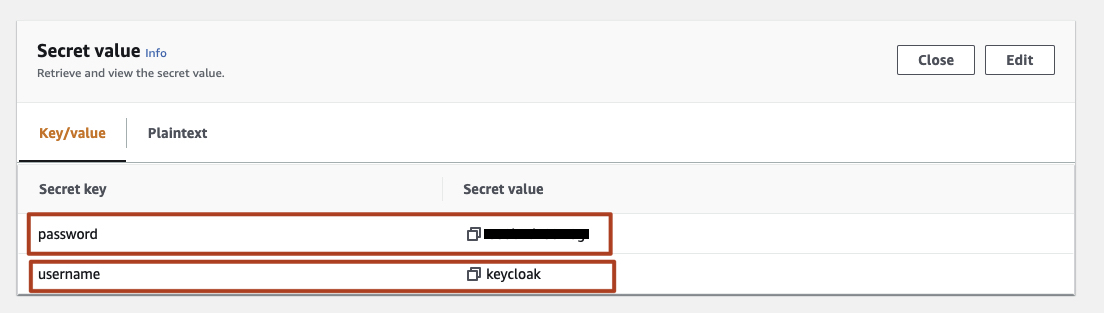 Secret value Info
Retrieve and view the secret value.
Close
Edit
Key/value
Plaintext
Secret key
Secret value
password
username
keycloak